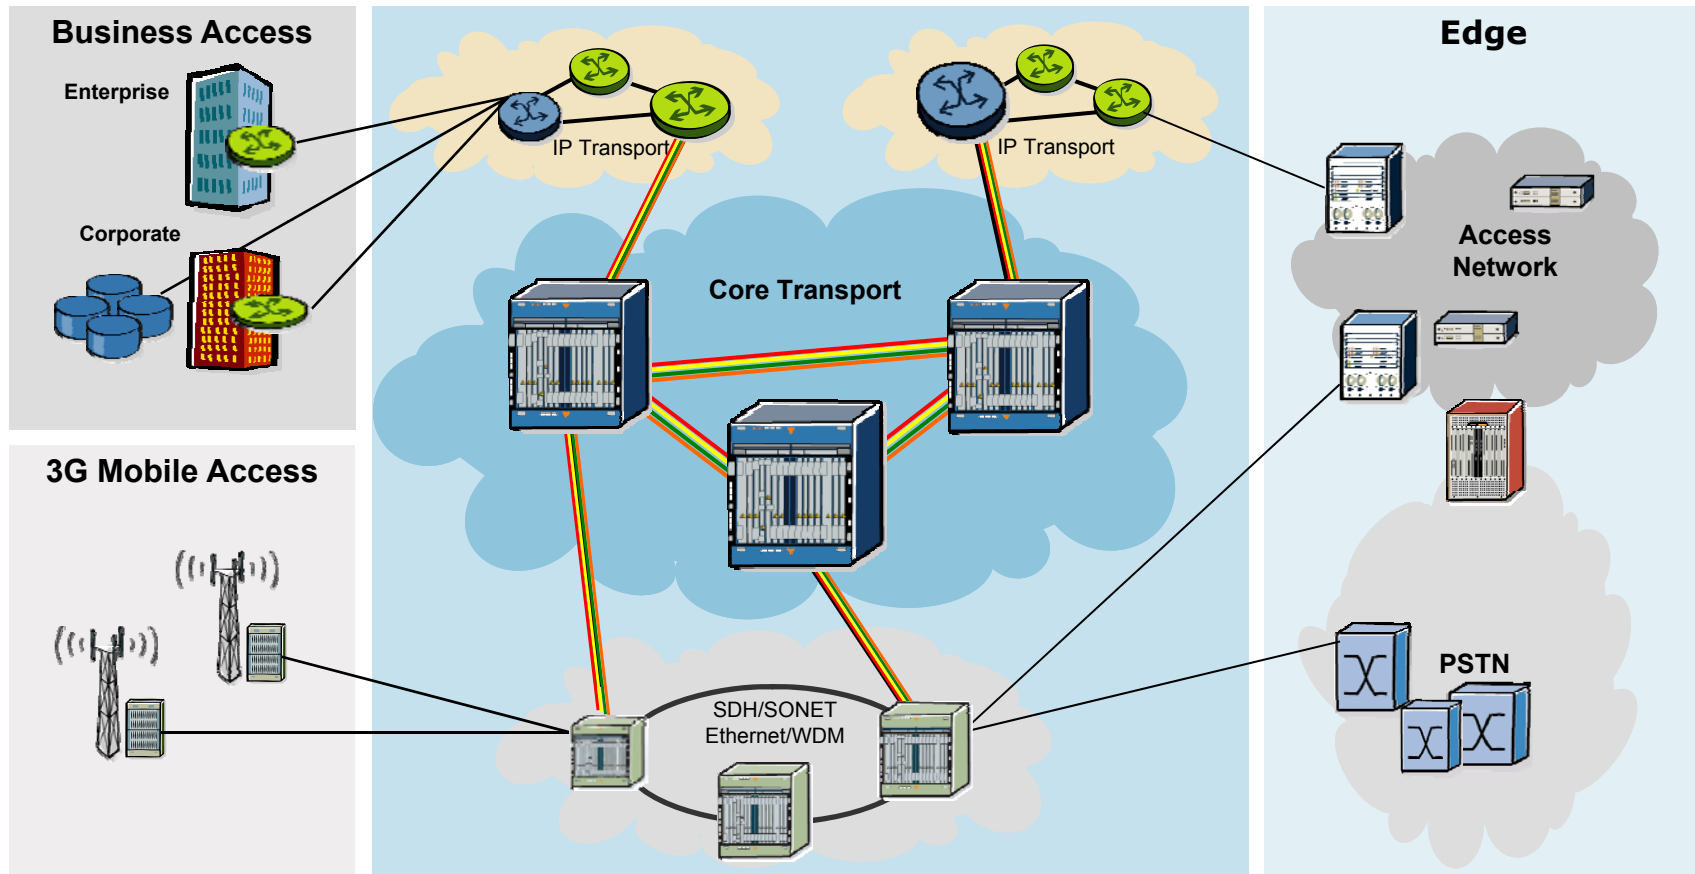 Business Access
Enterprise
Corporate
3G Mobile Access
IP Transport
IP Transport
Core Transport
SDH/SONET
Ethernet/WDM
Edge
Access
Network
PSTN